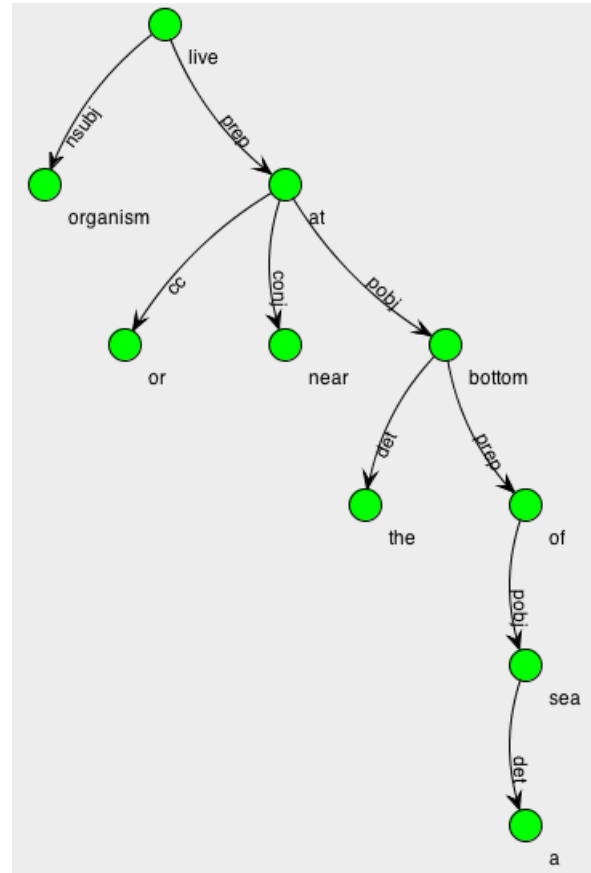 live
nsubj
prep
organism
at
cc
conj
pobj
or
near
bottom
det
prep
the
of
pobj
sea
det
a